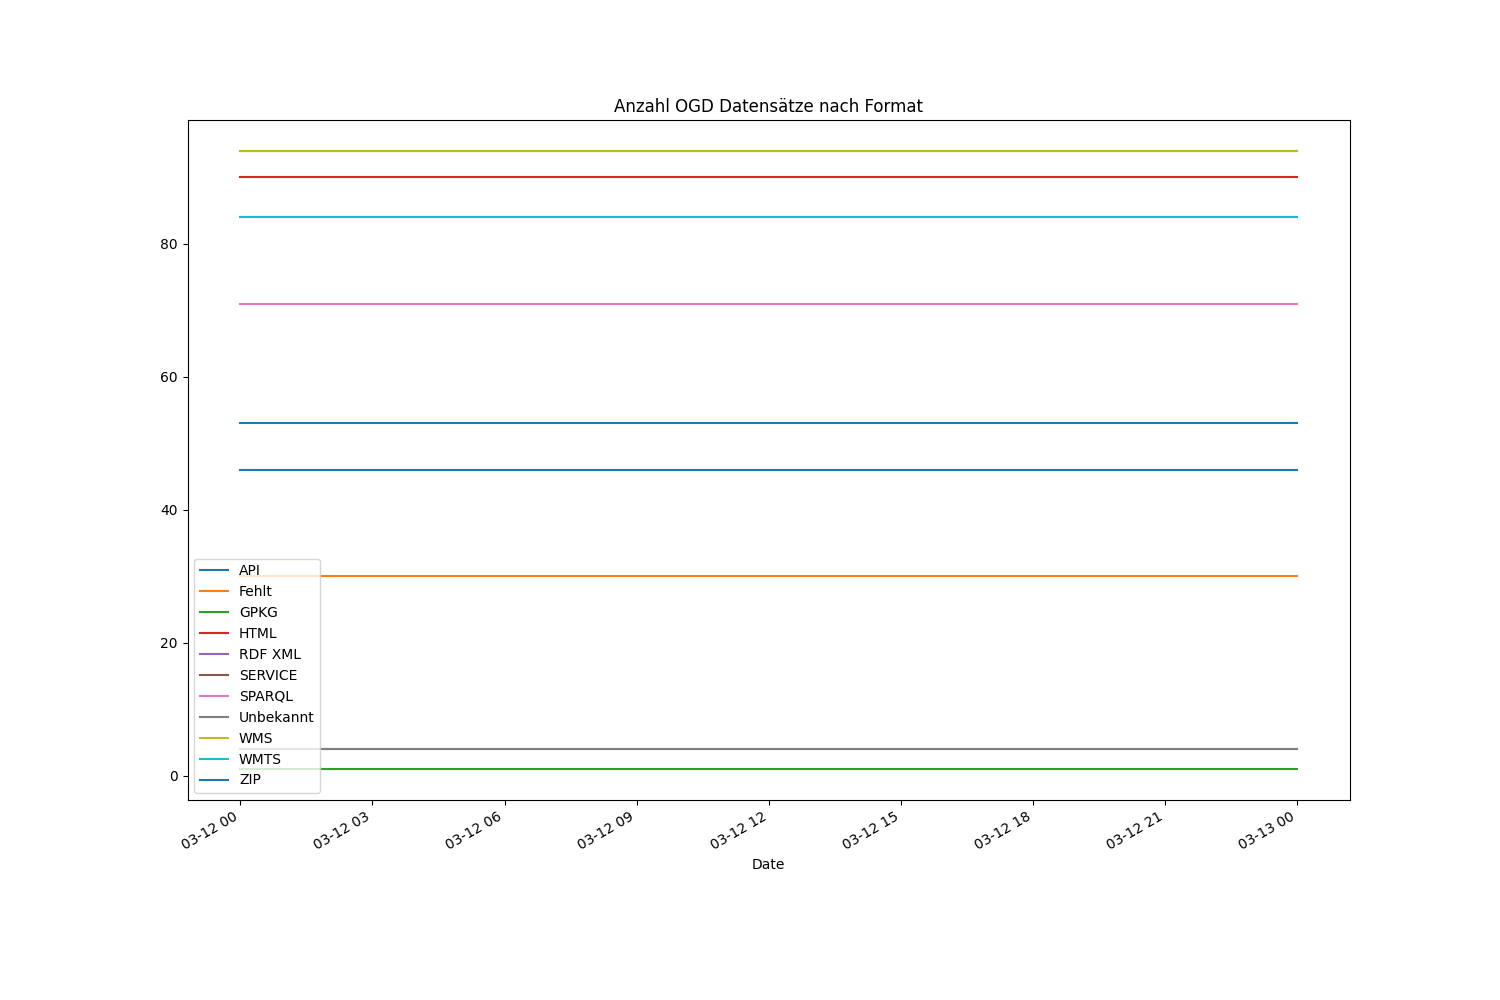 Anzahl OGD Datensätze nach Format
80
60
40
20
0
API
Fehlt
GPKG
HTML
RDF XML
SERVICE
SPARQL
Unbekannt
WMS
WMTS
ZIP
03-12 00
03-12 03
03-12 06
03-12 09
03-12 12
03-12 15
03-12 18
03-12 21
03-13 00
Date